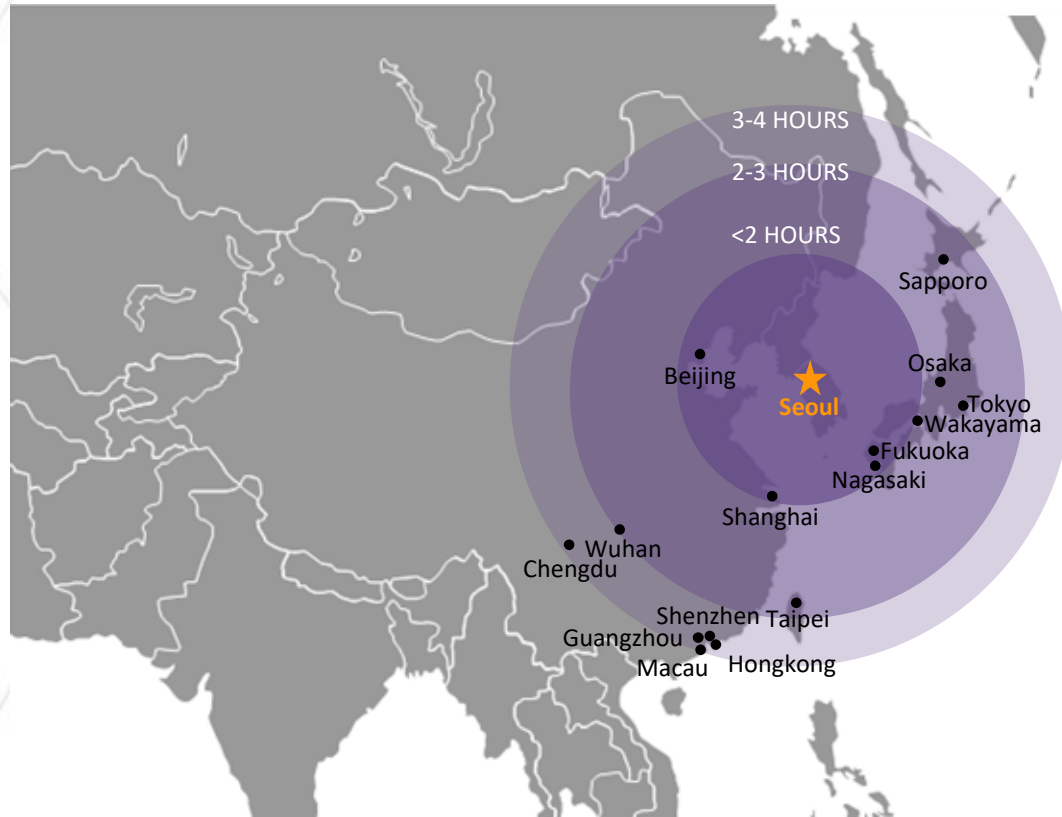 3-4 HOURS
2-3 HOURS
<2 HOURS
Sapporo
Beijing
Osaka
Seoul
Tokyo
Wakayama
Fukuoka
Nagasaki
Shanghai
Wuhan
Chengdu
Shenzhen
Taipei
Guangzhou
Macau
Hongkong